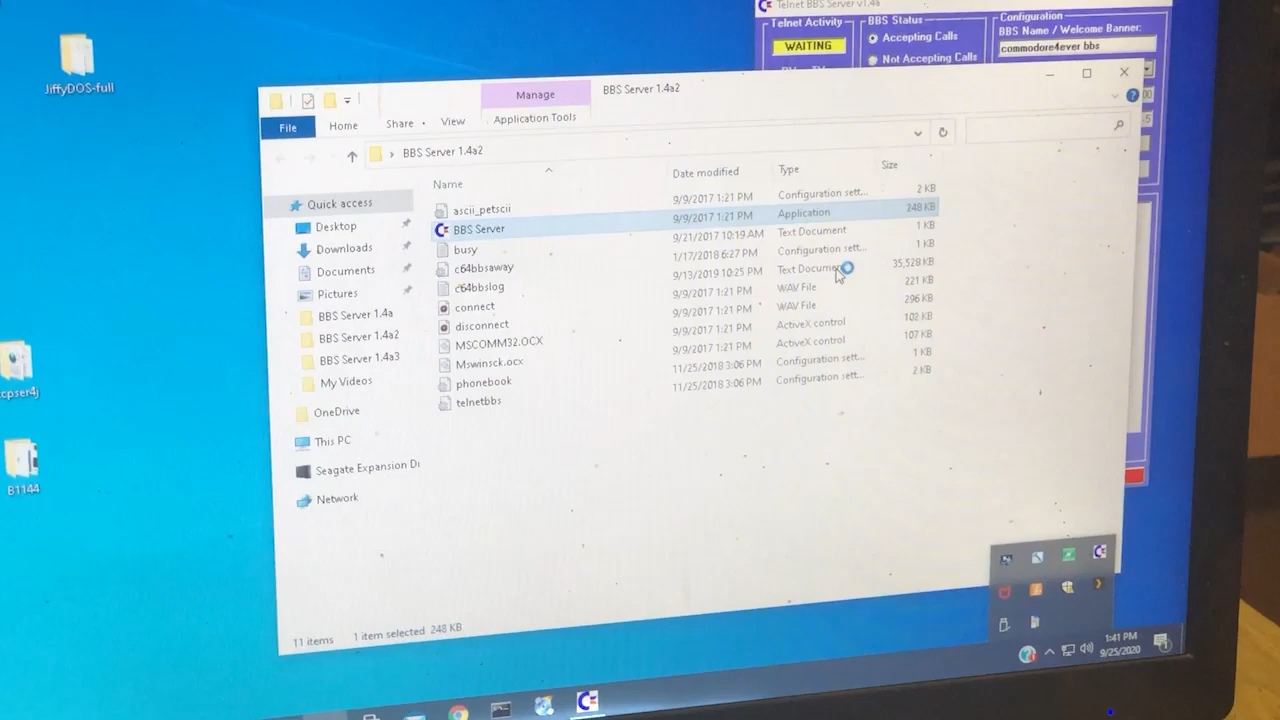 Telnet BBS Server v1.4a
Telnet Activity
WAITING
BBS Status
Accepting Calls
Not Accepting Calls
Configuration
BBS Name / Welcome Banner:
commodore4ever bbs
JiffyDOS-full
cpser4j
B1144
Manage
BBS Server 1.4a2
File
Home
Share
View
Application Tools
BBS Server 1.4a2
Name
Date modified
Type
Size
Quick access
Desktop
Downloads
Documents
Pictures
BBS Server 1.4a
BBS Server 1.4a2
BBS Server 1.4a3
My Videos
OneDrive
This PC
Seagate Expansion Dr
Network
ascii_petscii 9/9/2017 1:21 PM Configuration sett... 2 KB
BBS Server 9/9/2017 1:21 PM Application 248 KB
busy 9/21/2017 10:19 AM Text Document 1 KB
c64bbsaway 1/17/2018 6:27 PM Configuration sett... 1 KB
c64bbslog 9/13/2019 10:25 PM Text Docume 35,528 KB
connect 9/9/2017 1:21 PM WAV File 221 KB
disconnect 9/9/2017 1:21 PM WAV File 296 KB
MSCOMM32.OCX 9/9/2017 1:21 PM ActiveX control 102 KB
Mswinsck.ocx 9/9/2017 1:21 PM ActiveX control 107 KB
phonebook 11/25/2018 3:06 PM Configuration sett... 1 KB
telnetbbs 11/25/2018 3:06 PM Configuration sett... 2 KB
11 items 1 item selected 248 KB
1:41 PM
9/25/2020